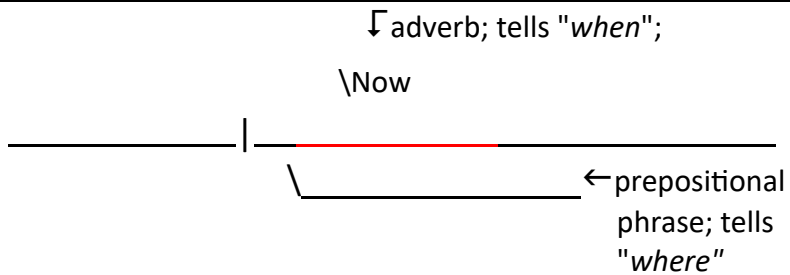 ↧adverb; tells "when";
\Now
|
\
←prepositional
phrase; tells
"where"